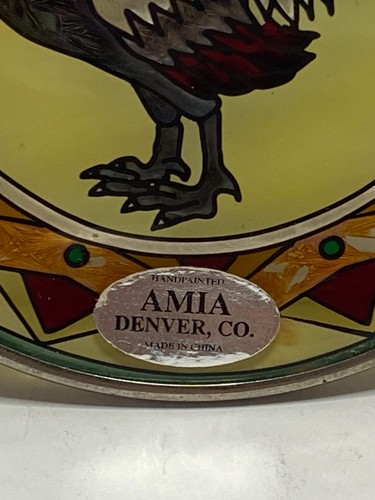 HANDPAINTED
AMIA
DENVER, CO.
MADE IN CHINA